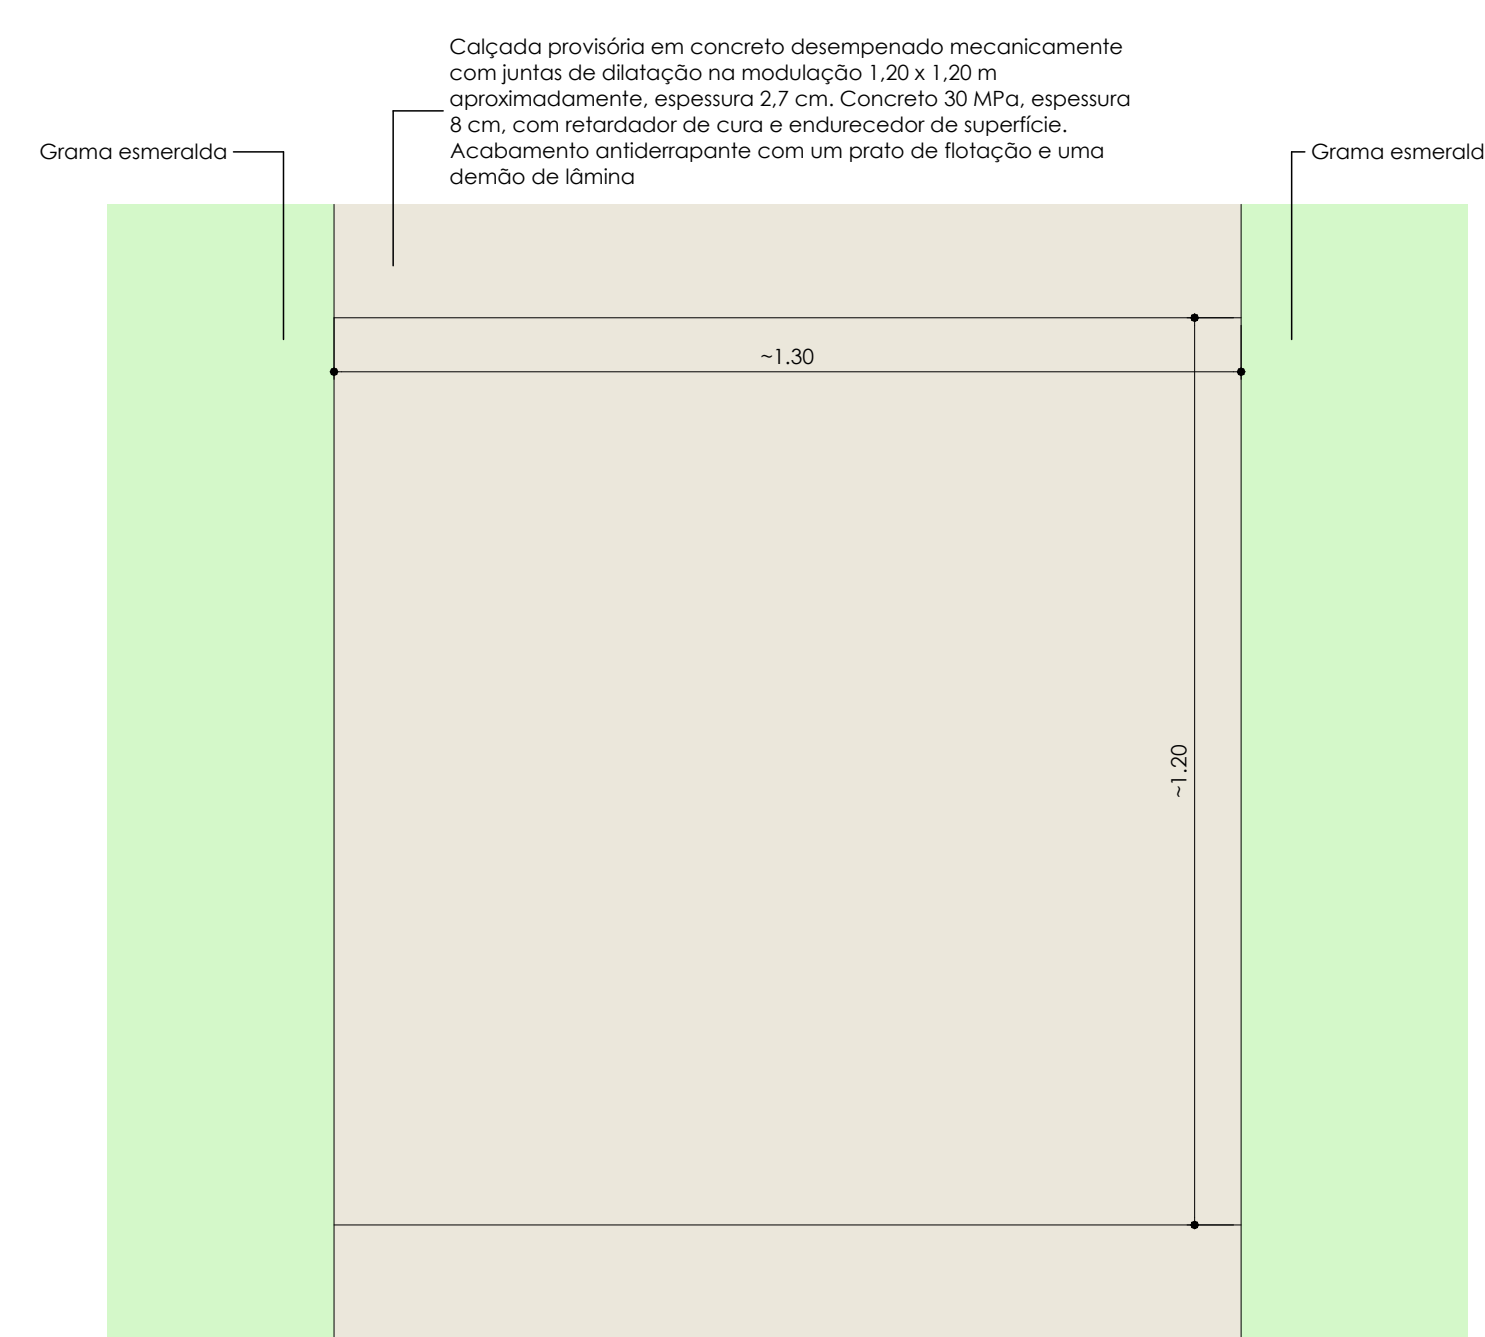 Calçada provisória em concreto desempenado mecanicamente
com juntas de dilatação na modulação 1,20 x 1,20 m
aproximadamente, espessura 2,7 cm. Concreto 30 MPa, espessura
8 cm, com retardador de cura e endurecedor de superfície.
Acabamento antiderrapante com um prato de flotação e uma
demão de lâmina
Grama esmeralda
Grama esmerald
~1.30
~1.20